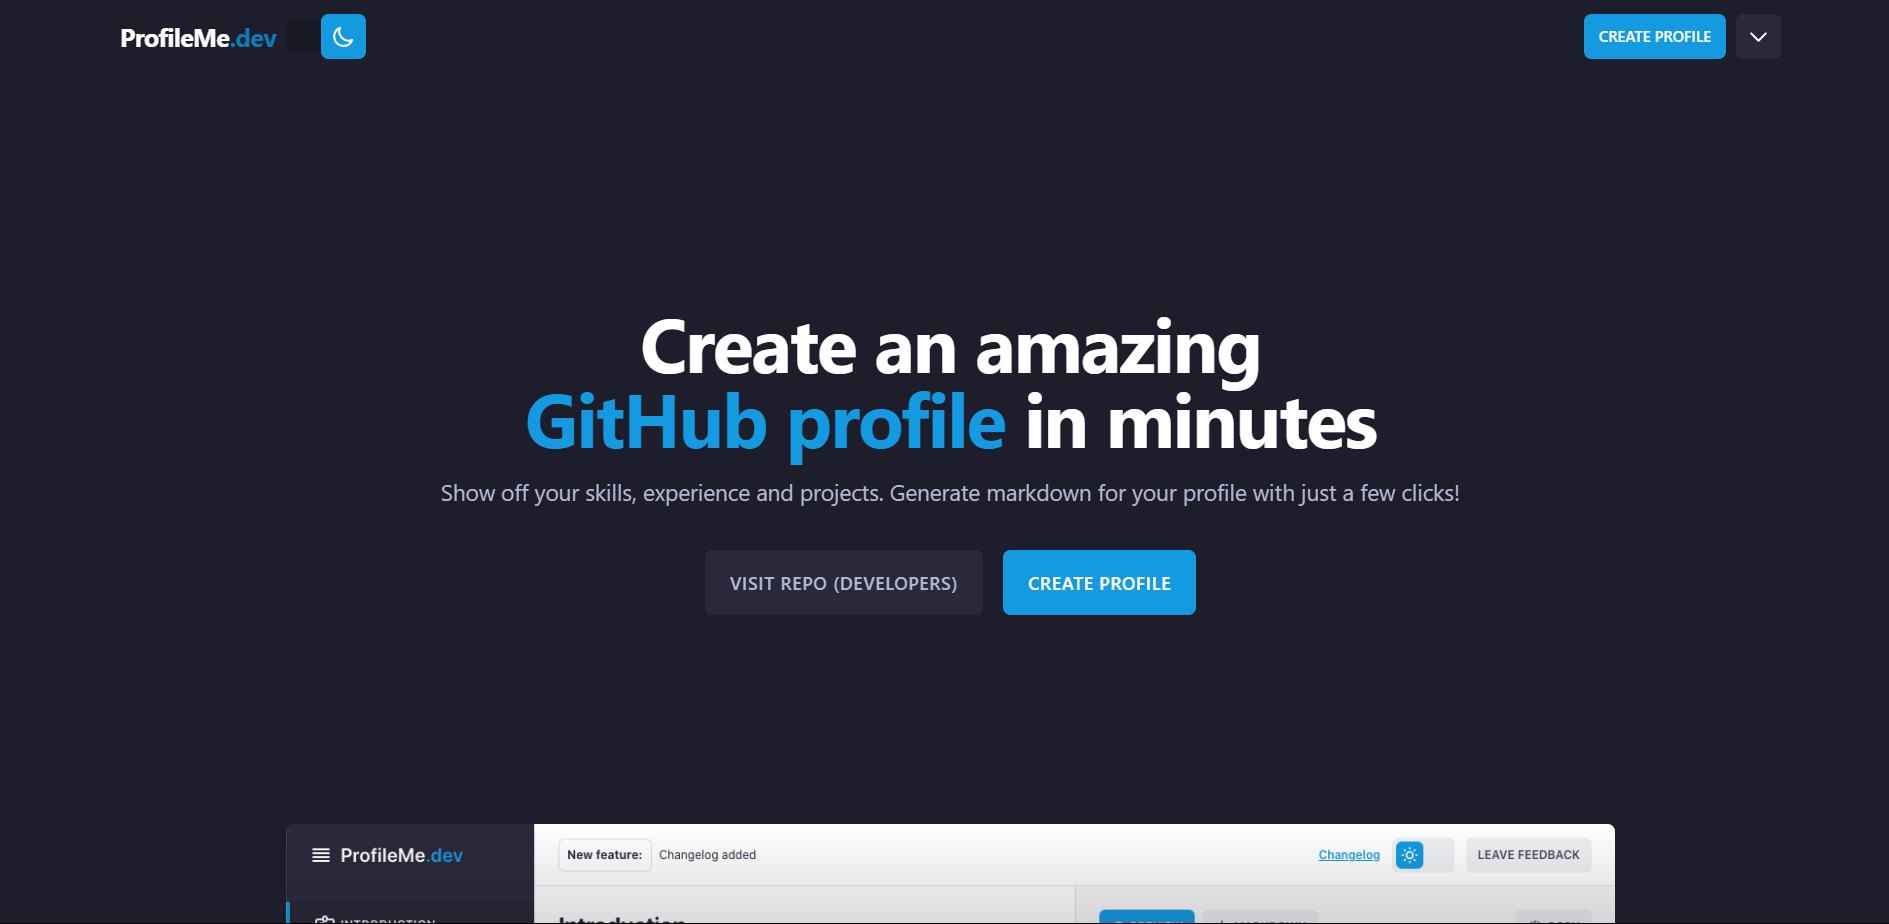 ProfileMe.dev
CREATE PROFILE
Create an amazing
GitHub profile in minutes
Show off your skills, experience and projects. Generate markdown for your profile with just a few clicks!
VISIT REPO (DEVELOPERS)
CREATE PROFILE
ProfileMe.dev
New feature: Changelog added
Changelog
LEAVE FEEDBACK
INTRODUCTION
Introduction